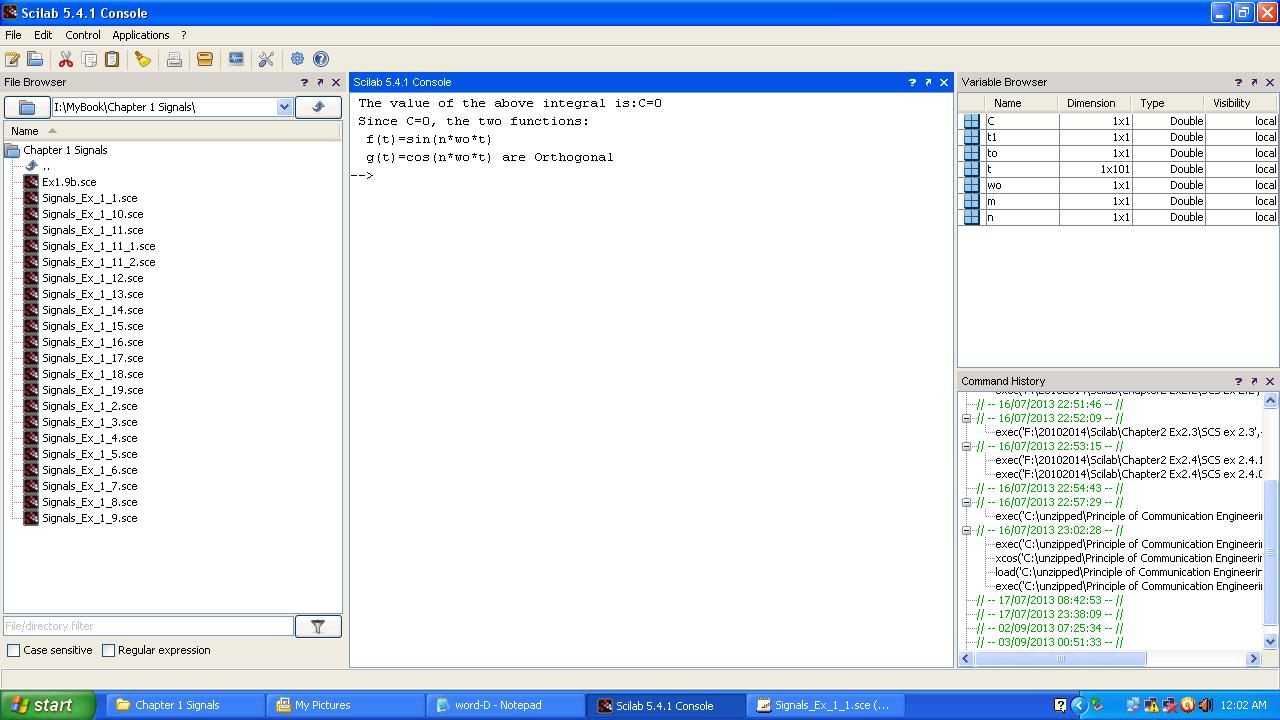 Scilab 5.4.1 Console
File Edit Control Applications ?
File Browser ? 
I:\MyBook\Chapter 1 Signals\
Name
Chapter 1 Signals
..
Ex1.9b.sce
Signals_Ex_1_1.sce
Signals_Ex_1_10.sce
Signals_Ex_1_11.sce
Signals_Ex_1_11_1.sce
Signals_Ex_1_11_2.sce
Signals_Ex_1_12.sce
Signals_Ex_1_13.sce
Signals_Ex_1_14.sce
Signals_Ex_1_15.sce
Signals_Ex_1_16.sce
Signals_Ex_1_17.sce
Signals_Ex_1_18.sce
Signals_Ex_1_19.sce
Signals_Ex_1_2.sce
Signals_Ex_1_3.sce
Signals_Ex_1_4.sce
Signals_Ex_1_5.sce
Signals_Ex_1_6.sce
Signals_Ex_1_7.sce
Signals_Ex_1_8.sce
Signals_Ex_1_9.sce
File/directory filter
Case sensitive Regular expression
Scilab 5.4.1 Console ?
The value of the above integral is:C=0
Since C=0, the two functions:
f(t)=sin(n*wo*t)
g(t)=cos(n*wo*t) are Orthogonal
-->
Variable Browser ?
Name Dimension Type Visibility
C 1x1 Double local
t1 1x1 Double local
to 1x1 Double local
t 1x101 Double local
wo 1x1 Double local
m 1x1 Double local
n 1x1 Double local
Command History ?
// -- 16/07/2013 22:51:46 -- //
// -- 16/07/2013 22:52:09 -- //
exec('F:\20102014\Scilab\Chapter2 Ex2.3\SCS ex 2.3',
// -- 16/07/2013 22:53:15 -- //
exec('F:\20102014\Scilab\Chapter2 Ex2.4\SCS ex 2.4.1
exec('F:\20102014\Scilab\Chapter2 Ex2.4\SCS ex 2.4.
// -- 16/07/2013 22:54:43 -- //
// -- 16/07/2013 22:57:29 -- //
exec('C:\unzipped\Principle of Communication Engineeri
// -- 16/07/2013 23:02:28 -- //
exec('C:\unzipped\Principle of Communication Engineeri
xcos('C:\unzipped\Principle of Communication Engineeri
load('C:\unzipped\Principle of Communication Engineerin
exec('C:\unzipped\Principle of Communication Engineeri
// -- 17/07/2013 08:42:53 -- //
// -- 17/07/2013 23:38:09 -- //
// -- 02/09/2013 07:25:34 -- //
// -- 03/09/2013 00:51:33 -- //
start Chapter 1 Signals My Pictures word-D - Notepad Scilab 5.4.1 Console Signals_Ex_1_1.sce (... 12:02 AM